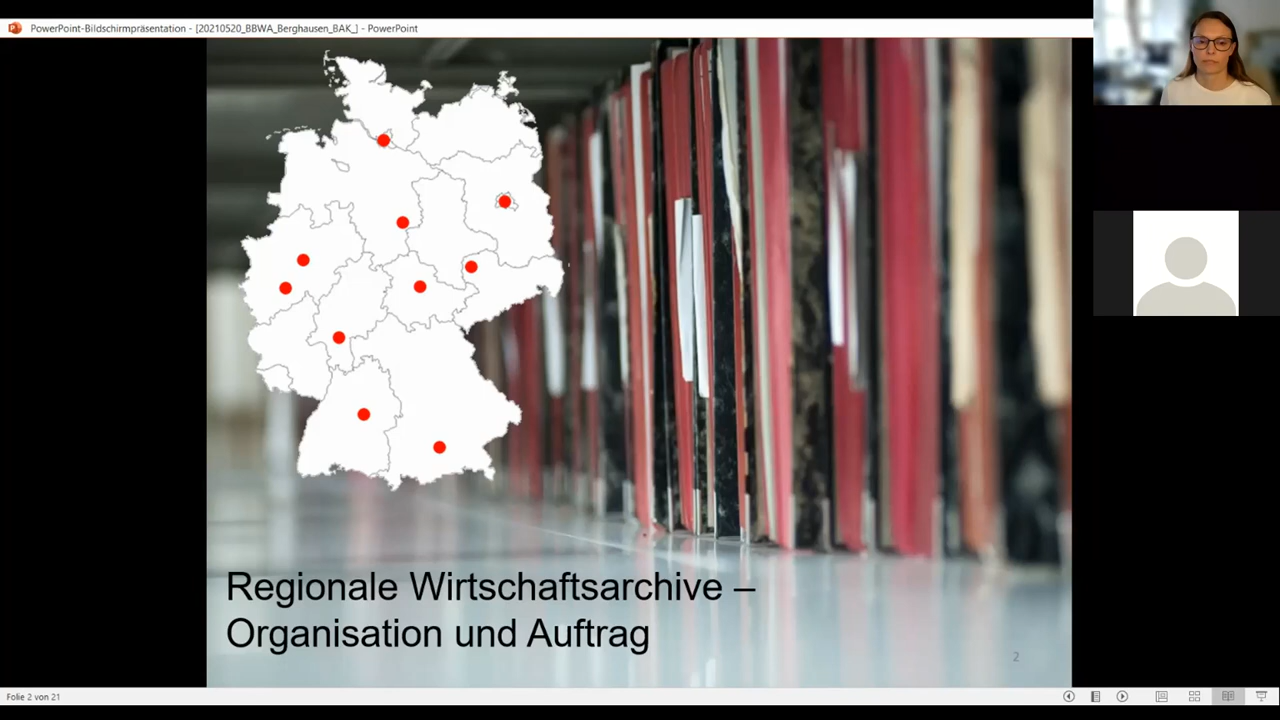 PowerPoint-Bildschirmpräsentation - [20210520_BBWA_Berghausen_BAK_] - PowerPoint
Regionale Wirtschaftsarchive –
Organisation und Auftrag
2
Folie 2 von 21